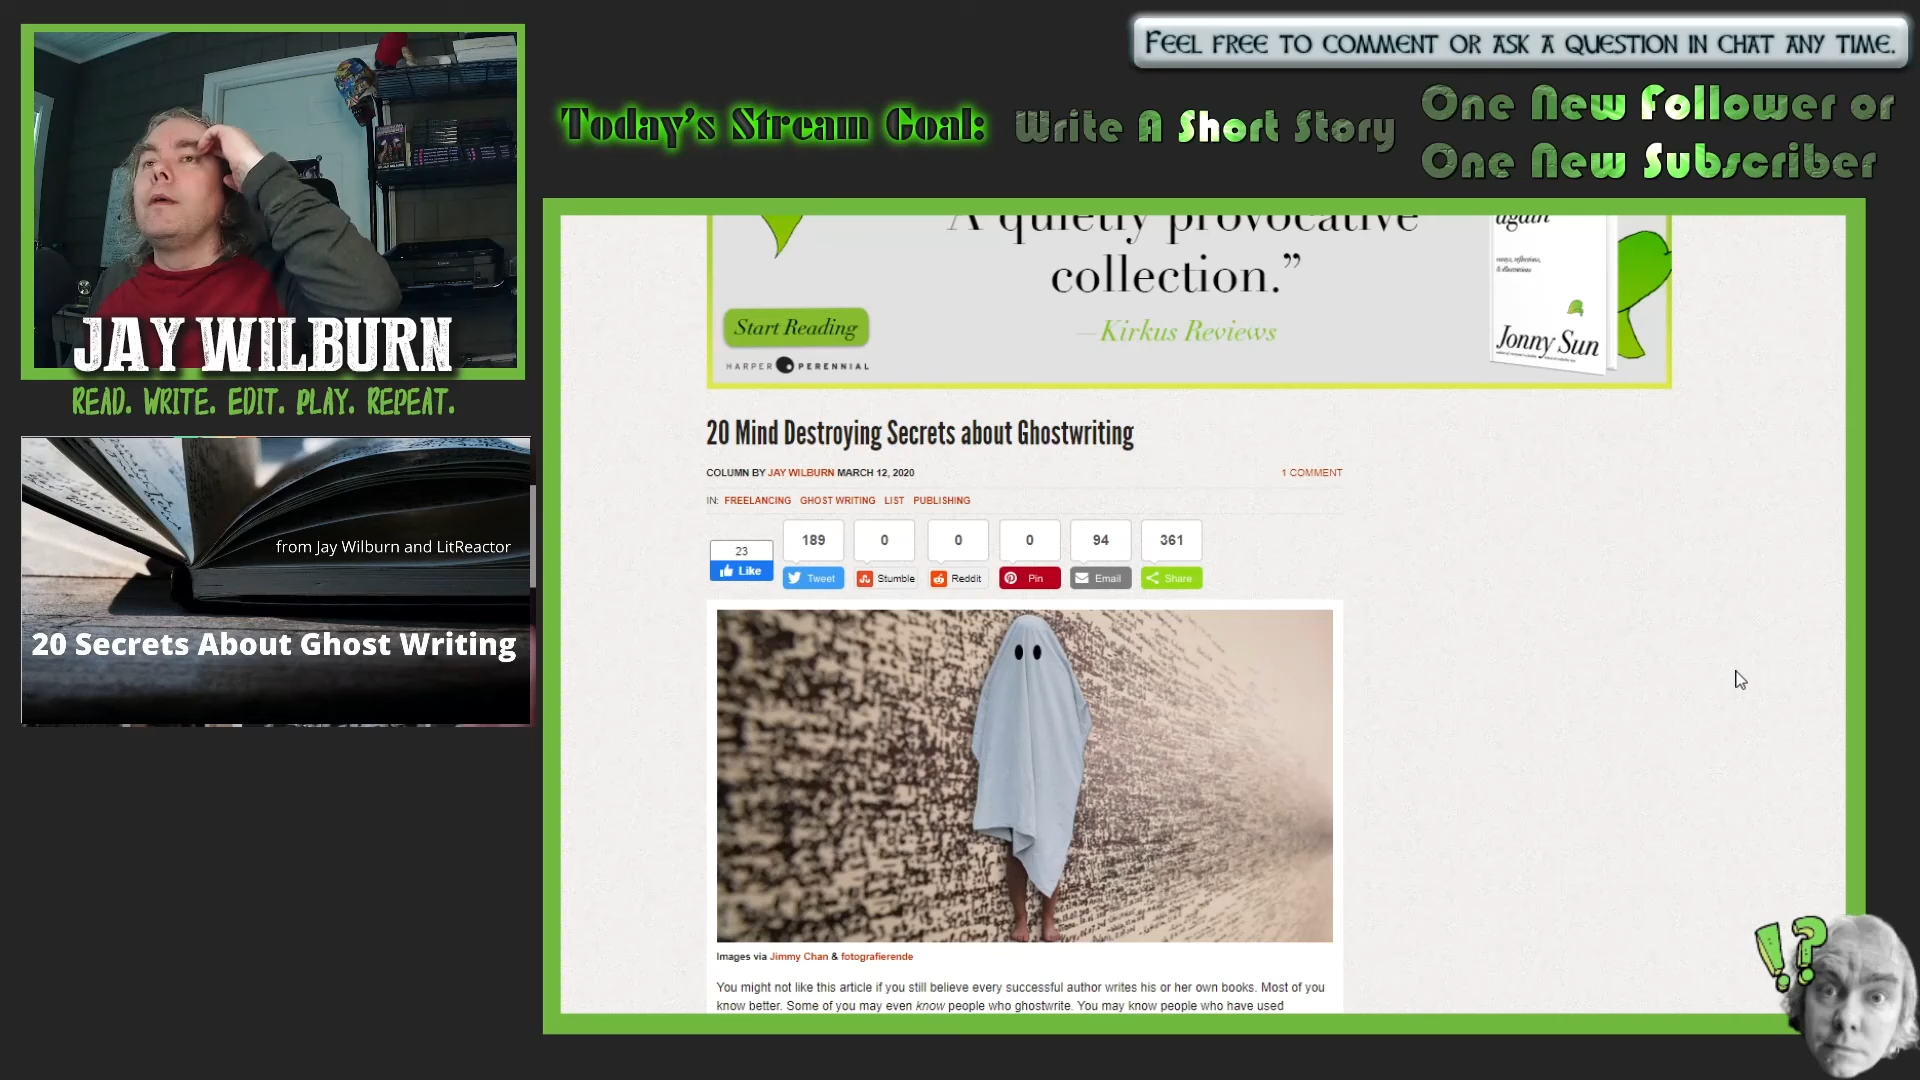 FEEL FREE TO COMMENT OR ASK A QUESTION IN CHAT ANY TIME.
Today's Stream Goal:
Write A Short Story
One New Follower or
One New Subscriber
JAY WILBURN
READ. WRITE. EDIT. PLAY. REPEAT.
from Jay Wilburn and LitReactor
20 Secrets About Ghost Writing
A quietly provocative
collection.”
—Kirkus Reviews
Start Reading
HARPER PERENNIAL
again
Jonny Sun
20 Mind Destroying Secrets about Ghostwriting
COLUMN BY JAY WILBURN MARCH 12, 2020
1 COMMENT
IN: FREELANCING GHOST WRITING LIST PUBLISHING
23
189
0
0
0
94
361
Like
Tweet
Stumble
Reddit
Pin
Email
Share
Images via Jimmy Chan & fotografierende
You might not like this article if you still believe every successful author writes his or her own books. Most of you
know better. Some of you may even know people who ghostwrite. You may know people who have used
!?